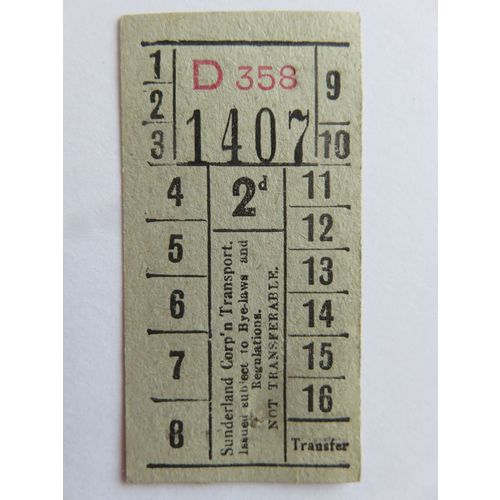 1
2
3
D 358
1407
9
10
4
5
6
7
8
2d
Sunderland Corp'n Transport.
Issued subject to Bye-laws and
Regulations.
NOT TRANSFERABLE.
11
12
13
14
15
16
Transfer